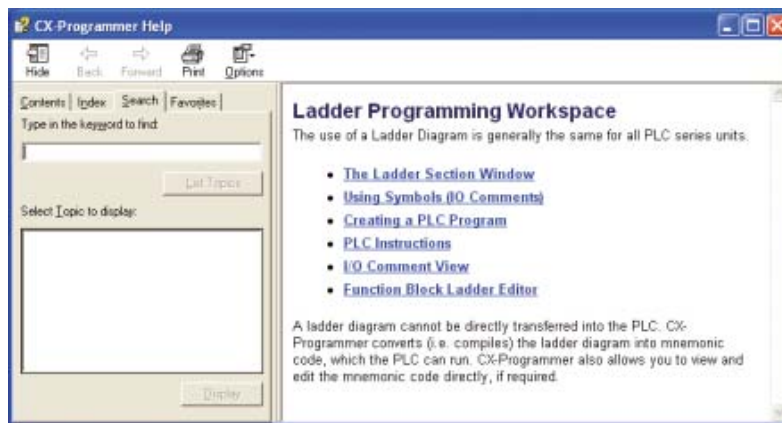 CX-Programmer Help
Hide Back Forward Print Options
Contents Index Search Favorites
Type in the keyword to find:
List Topics
Select Topic to display:
Display
Ladder Programming Workspace
The use of a Ladder Diagram is generally the same for all PLC series units.
• The Ladder Section Window
• Using Symbols (IO Comments)
• Creating a PLC Program
• PLC Instructions
• I/O Comment View
• Function Block Ladder Editor
A ladder diagram cannot be directly transferred into the PLC. CX-
Programmer converts (i.e. compiles) the ladder diagram into mnemonic
code, which the PLC can run. CX-Programmer also allows you to view and
edit the mnemonic code directly, if required.